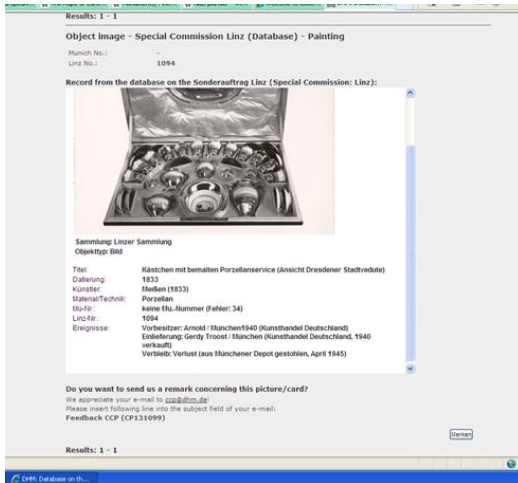 Results: 1 - 1
Object image - Special Commission Linz (Database) - Painting
Munich No.: -
Linz No.: 1094
Record from the database on the Sonderauftrag Linz (Special Commission: Linz):
Sammlung: Linzer Sammlung
Objekttyp: Bild
Titel: Kästchen mit bemalten Porzellanservice (Ansicht Dresdener Stadtvedute)
Datierung: 1833
Künstler: Meißen (1833)
Material/Technik: Porzellan
Mü-Nr.: keine Mü.-Nummer (Fehler: 34)
Linz-Nr.: 1094
Ereignisse: Vorbesitzer: Arnold / München1940 (Kunsthandel Deutschland)
Einlieferung: Gerdy Troost / München (Kunsthandel Deutschland, 1940
verkauft)
Verbleib: Verlust (aus Münchener Depot gestohlen, April 1945)
Do you want to send us a remark concerning this picture/card?
We appreciate your e-mail to ccp@dhm.de!
Please insert following line into the subject field of your e-mail:
Feedback CCP (CP131099)
Merken
Results: 1 - 1
DHM: Database on th...